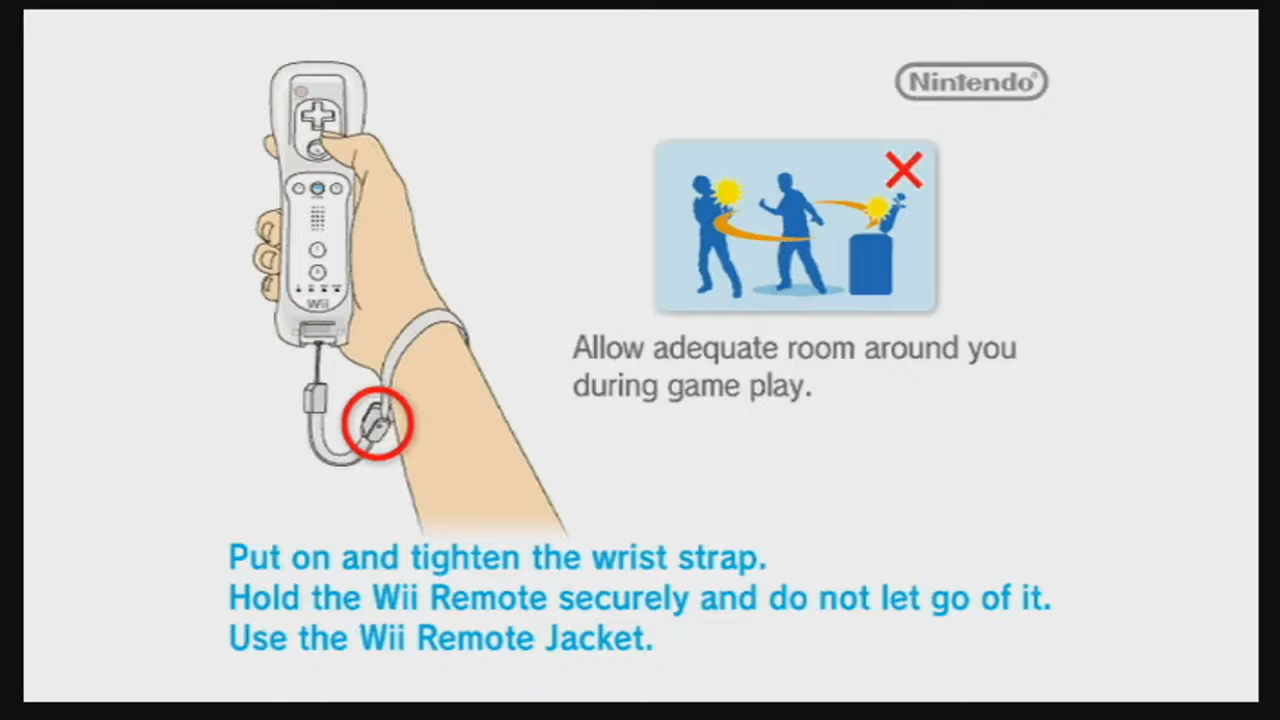 Nintendo®
Wii
Allow adequate room around you
during game play.
Put on and tighten the wrist strap.
Hold the Wii Remote securely and do not let go of it.
Use the Wii Remote Jacket.